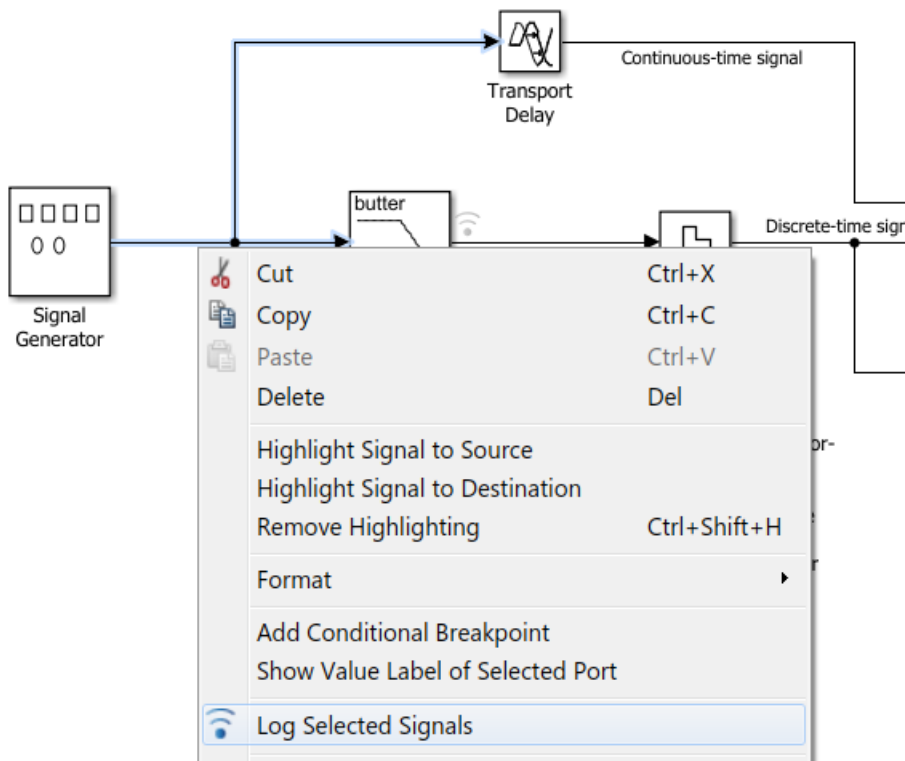 Continuous-time signal
Transport
Delay
butter
Discrete-time sign
Signal
Generator
Cut Ctrl+X
Copy Ctrl+C
Paste Ctrl+V
Delete Del
Highlight Signal to Source
or-
Highlight Signal to Destination
Remove Highlighting Ctrl+Shift+H
e
r
Format
Add Conditional Breakpoint
Show Value Label of Selected Port
Log Selected Signals